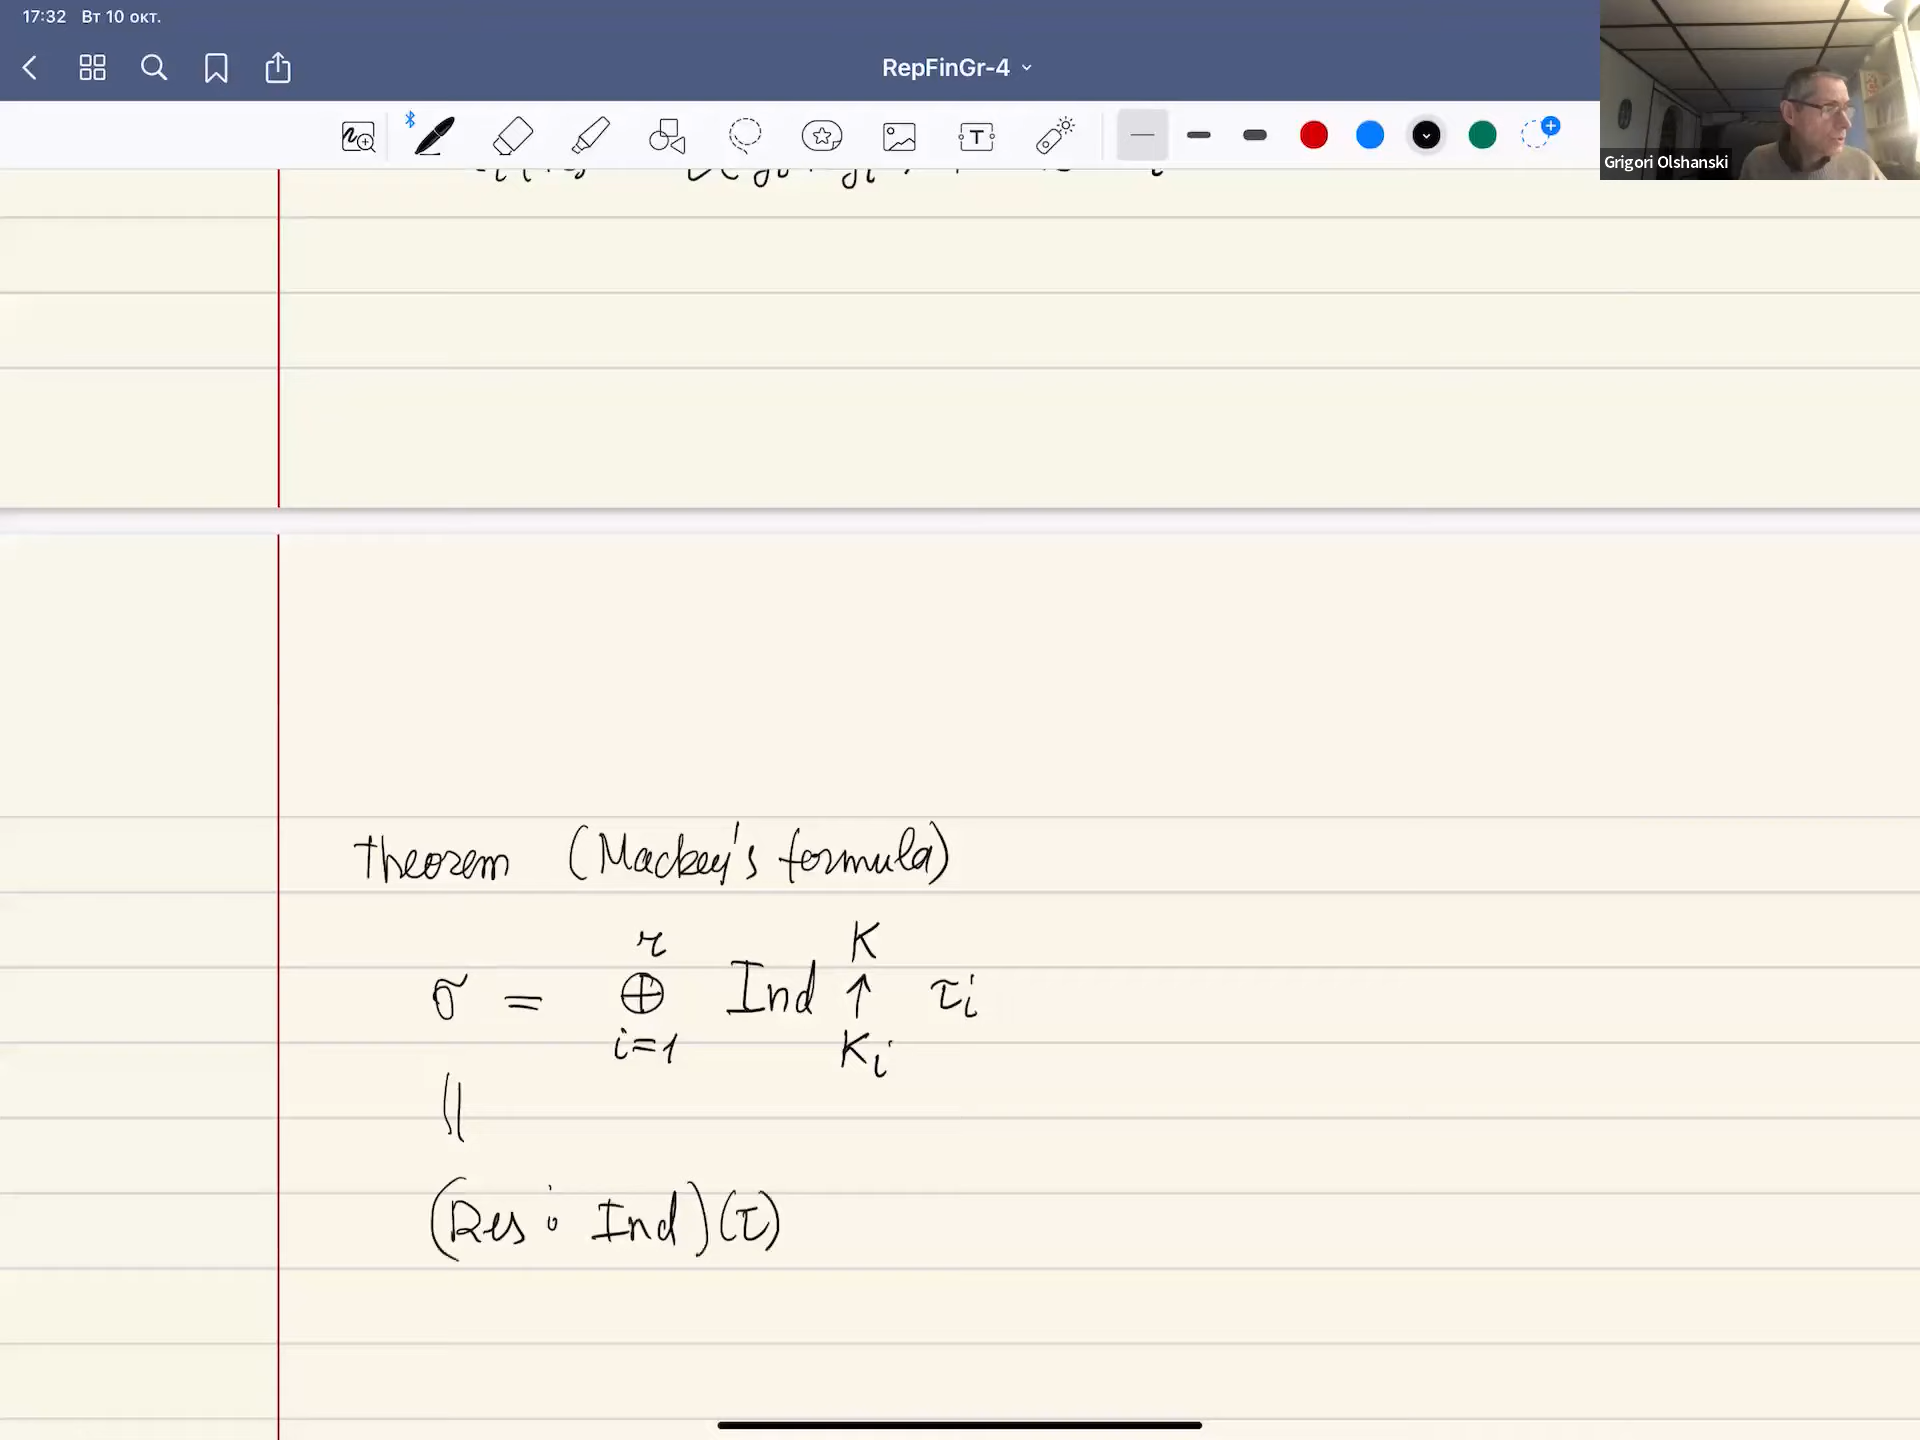 17:32 Вт 10 окт.
RepFinGr-4
Grigori Olshanski
theorem (Mackey's formula)
σ = ⊕_{i=1}^{r} Ind ↑_{K_i}^{K} τ_i
||
(Res ∘ Ind)(τ)